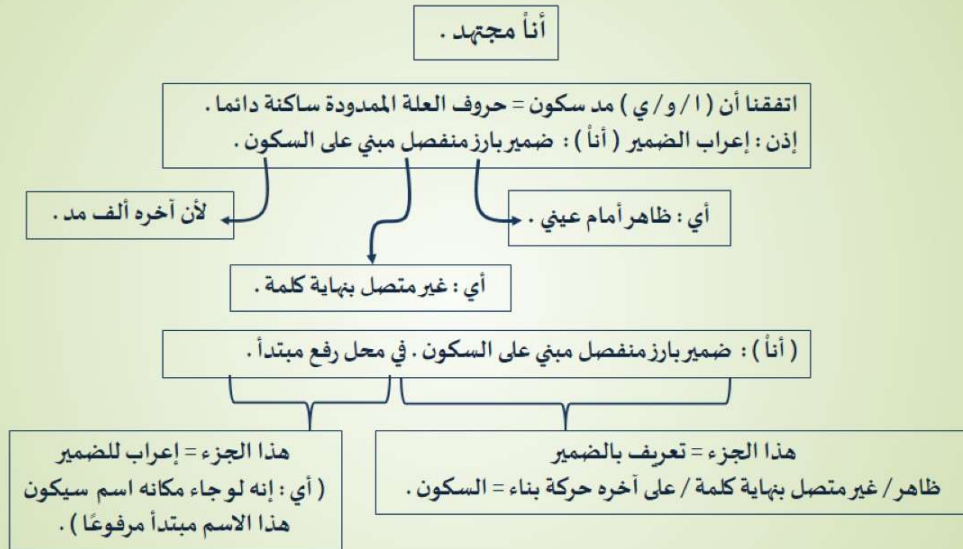 أناْ مجتهد .
اتفقنا أن ( ا / و / ي ) مد سكون = حروف العلة الممدودة ساكنة دائما .
إذن : إعراب الضمير ( أناْ ) : ضمير بارز منفصل مبني على السكون .
أي : ظاهر أمام عيني .
لأن آخره ألف مد .
أي : غير متصل بنهاية كلمة .
( أناْ ) : ضمير بارز منفصل مبني على السكون . في محل رفع مبتدأ .
هذا الجزء = تعريف بالضمير
ظاهر / غير متصل بنهاية كلمة / على آخره حركة بناء = السكون .
هذا الجزء = إعراب للضمير
( أي : إنه لو جاء مكانه اسم سيكون
هذا الاسم مبتدأ مرفوعًا ) .